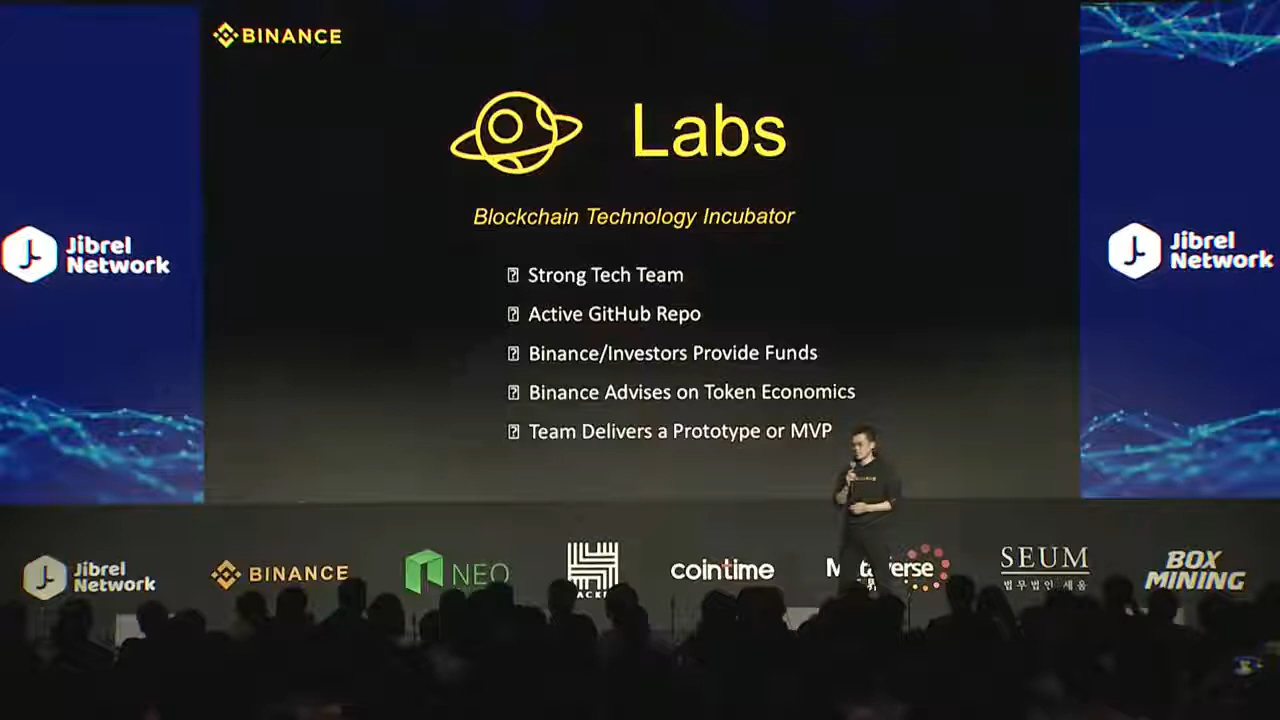 BINANCE
Labs
Blockchain Technology Incubator
Strong Tech Team
Active GitHub Repo
Binance/Investors Provide Funds
Binance Advises on Token Economics
Team Delivers a Prototype or MVP
Jibrel
Network
Jibrel
Network
Jibrel
Network
BINANCE
NEO
cointime
SEUM
법무법인 세움
BOX
MINING